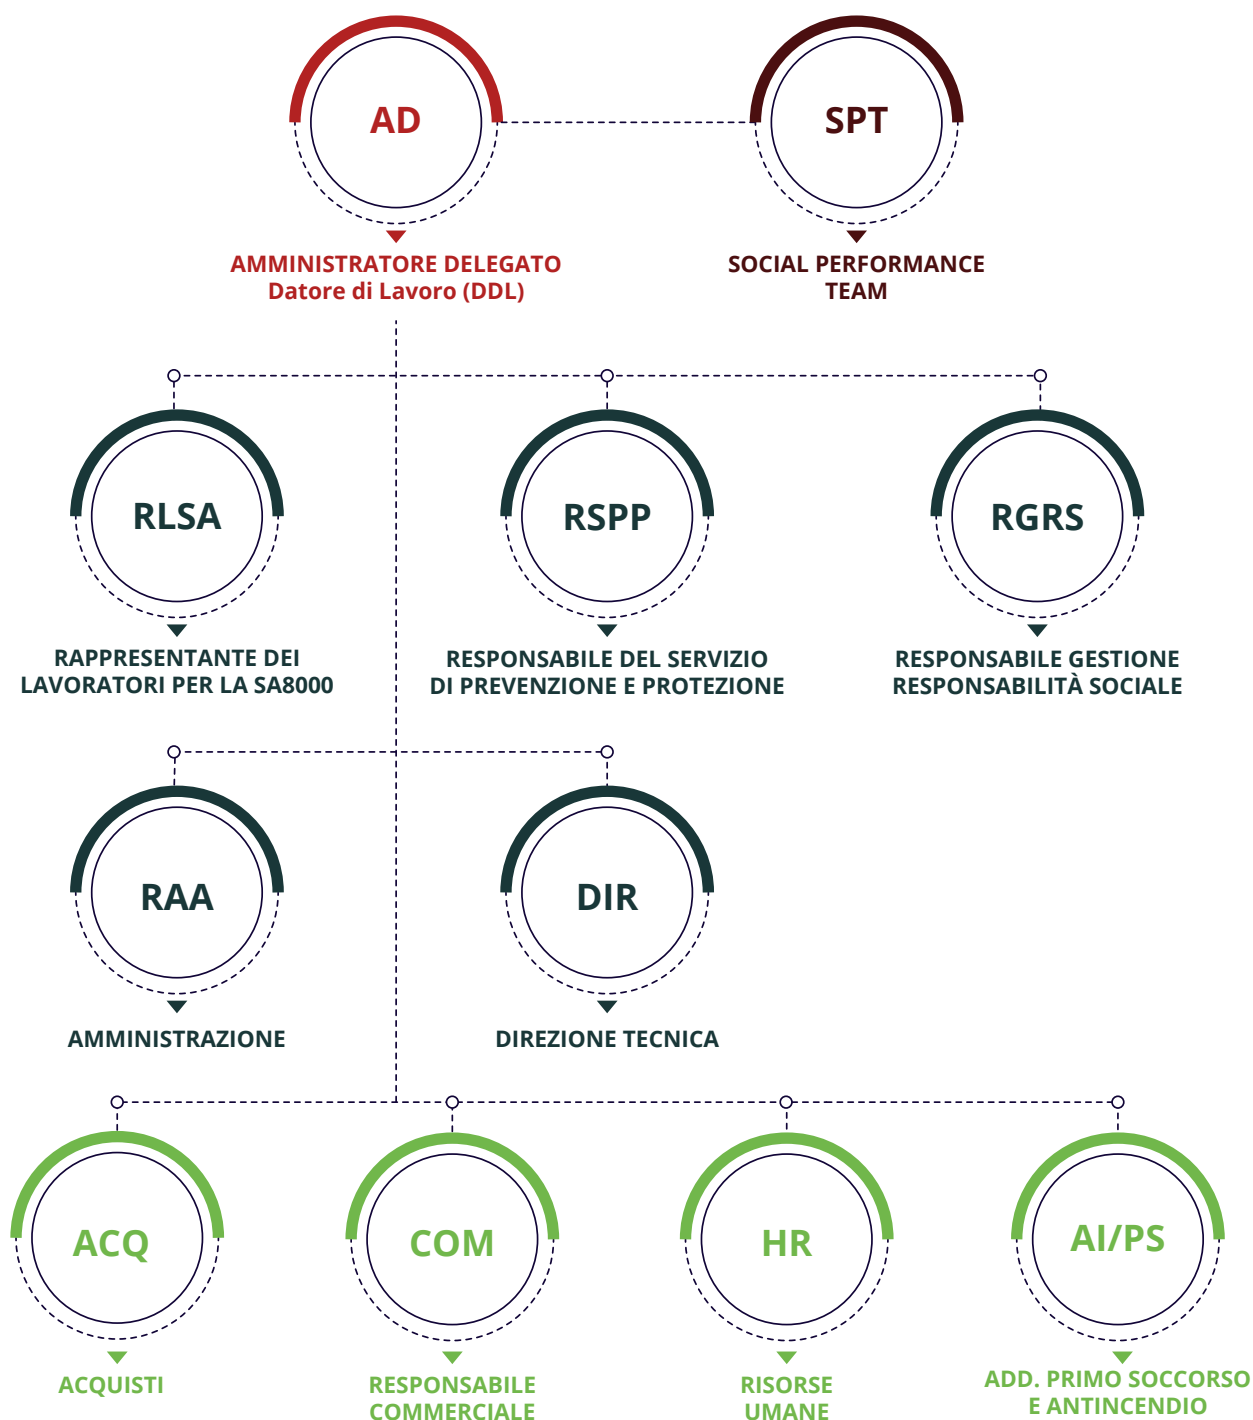 AD
SPT
AMMINISTRATORE DELEGATO
Datore di Lavoro (DDL)
SOCIAL PERFORMANCE
TEAM
RLSA
RSPP
RGRS
RAPPRESENTANTE DEI
LAVORATORI PER LA SA8000
RESPONSABILE DEL SERVIZIO
DI PREVENZIONE E PROTEZIONE
RESPONSABILE GESTIONE
RESPONSABILITÀ SOCIALE
RAA
DIR
AMMINISTRAZIONE
DIREZIONE TECNICA
ACQ
COM
HR
AI/PS
ACQUISTI
RESPONSABILE
COMMERCIALE
RISORSE
UMANE
ADD. PRIMO SOCCORSO
E ANTINCENDIO